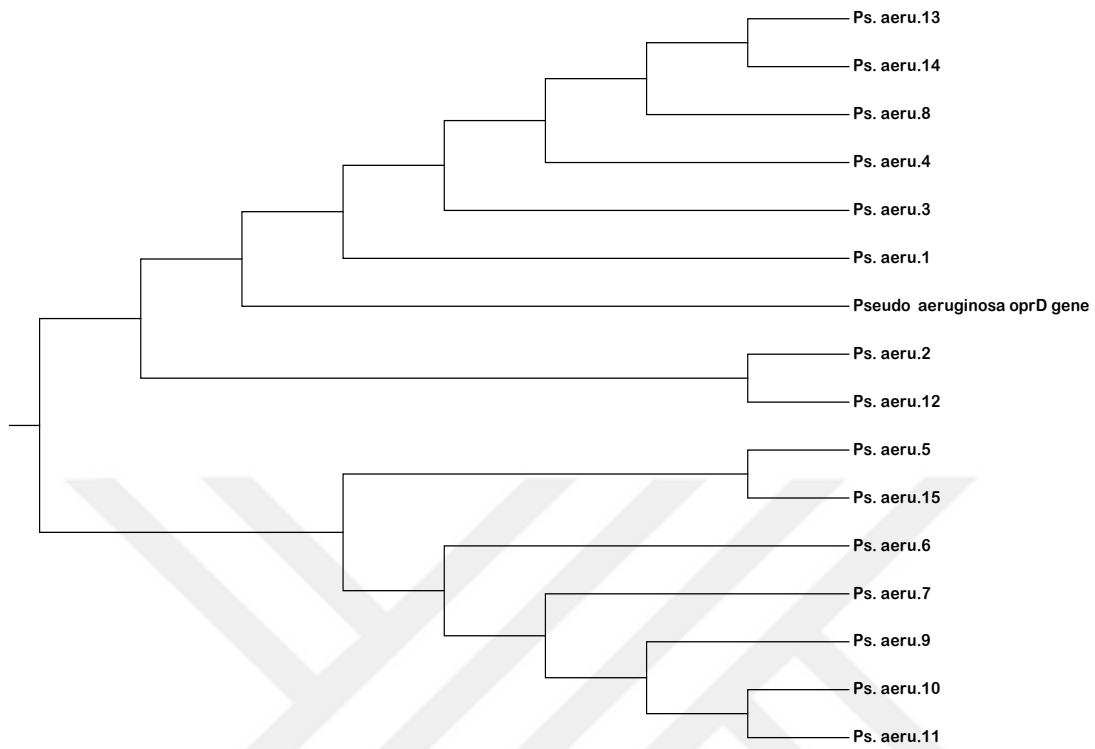 Ps. aeru.13
Ps. aeru.14
Ps. aeru.8
Ps. aeru.4
Ps. aeru.3
Ps. aeru.1
Pseudo aeruginosa oprD gene
Ps. aeru.2
Ps. aeru.12
Ps. aeru.5
Ps. aeru.15
Ps. aeru.6
Ps. aeru.7
Ps. aeru.9
Ps. aeru.10
Ps. aeru.11